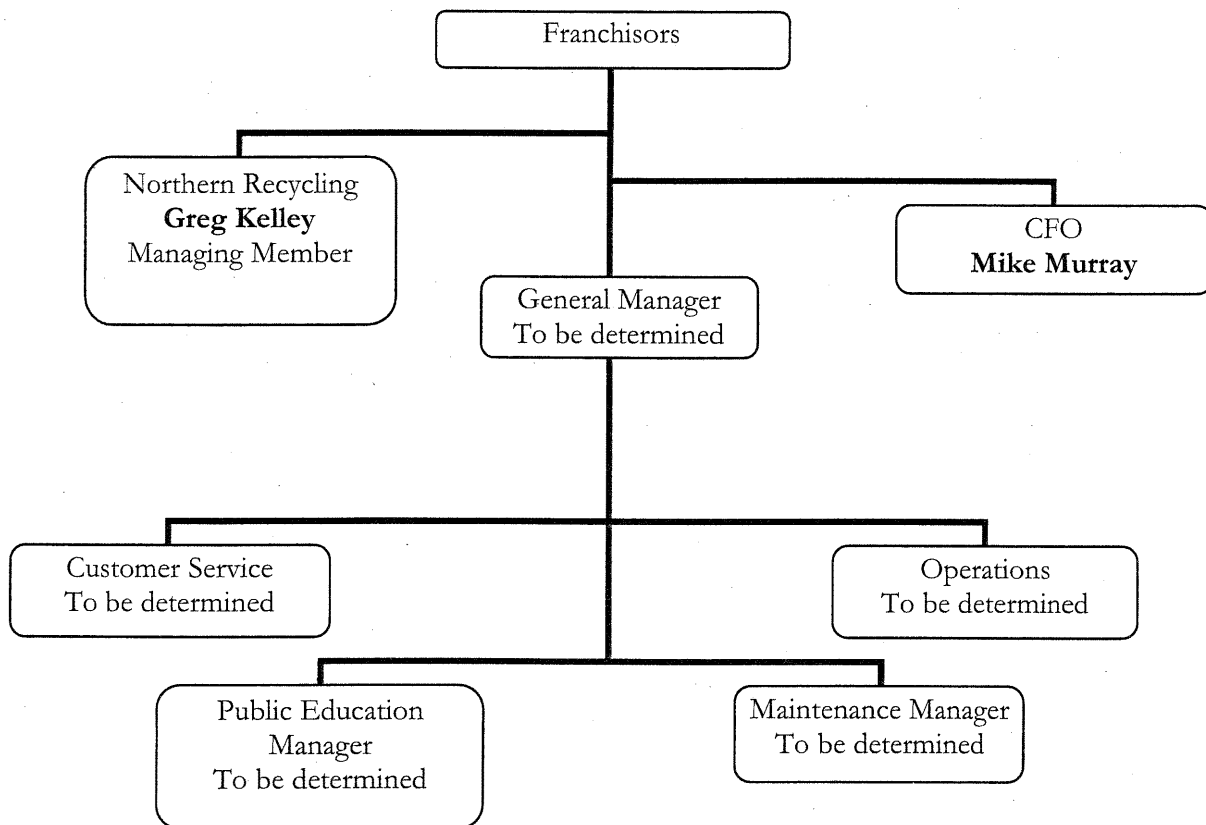 Franchisors
Northern Recycling
Greg Kelley
Managing Member
CFO
Mike Murray
General Manager
To be determined
Customer Service
To be determined
Operations
To be determined
Public Education
Manager
To be determined
Maintenance Manager
To be determined